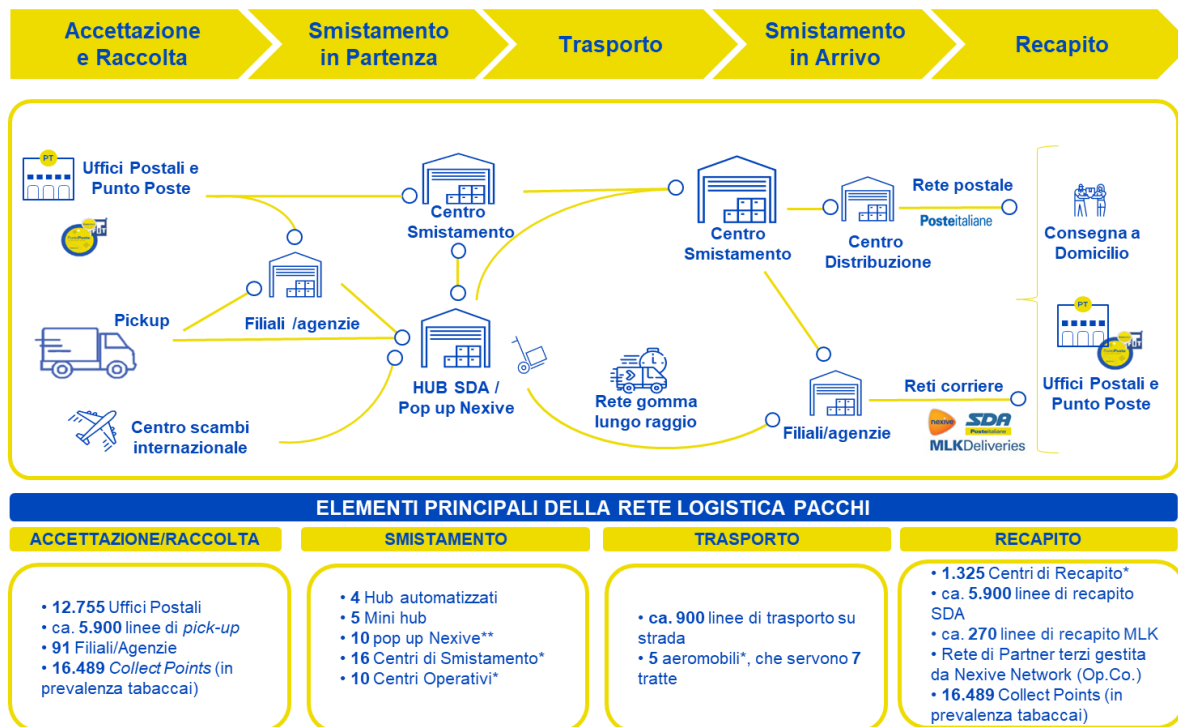 Accettazione
e Raccolta
Smistamento
in Partenza
Trasporto
Smistamento
in Arrivo
Recapito
PT
Uffici Postali e
Punto Poste
Centro
Smistamento
Centro
Smistamento
Centro
Distribuzione
Rete postale
Posteitaliane
Consegna a
Domicilio
Pickup
Filiali /agenzie
HUB SDA /
Pop up Nexive
Centro scambi
internazionale
Rete gomma
lungo raggio
Filiali/agenzie
Reti corriere
nexive
SDA
Posteitaliane
MLKDeliveries
PT
Uffici Postali e
Punto Poste
ELEMENTI PRINCIPALI DELLA RETE LOGISTICA PACCHI
ACCETTAZIONE/RACCOLTA
• 12.755 Uffici Postali
• ca. 5.900 linee di pick-up
• 91 Filiali/Agenzie
• 16.489 Collect Points (in
prevalenza tabaccai)
SMISTAMENTO
• 4 Hub automatizzati
• 5 Mini hub
• 10 pop up Nexive**
• 16 Centri di Smistamento*
• 10 Centri Operativi*
TRASPORTO
• ca. 900 linee di trasporto su
strada
• 5 aeromobili*, che servono 7
tratte
RECAPITO
• 1.325 Centri di Recapito*
• ca. 5.900 linee di recapito
SDA
• ca. 270 linee di recapito MLK
• Rete di Partner terzi gestita
da Nexive Network (Op.Co.)
• 16.489 Collect Points (in
prevalenza tabaccai)